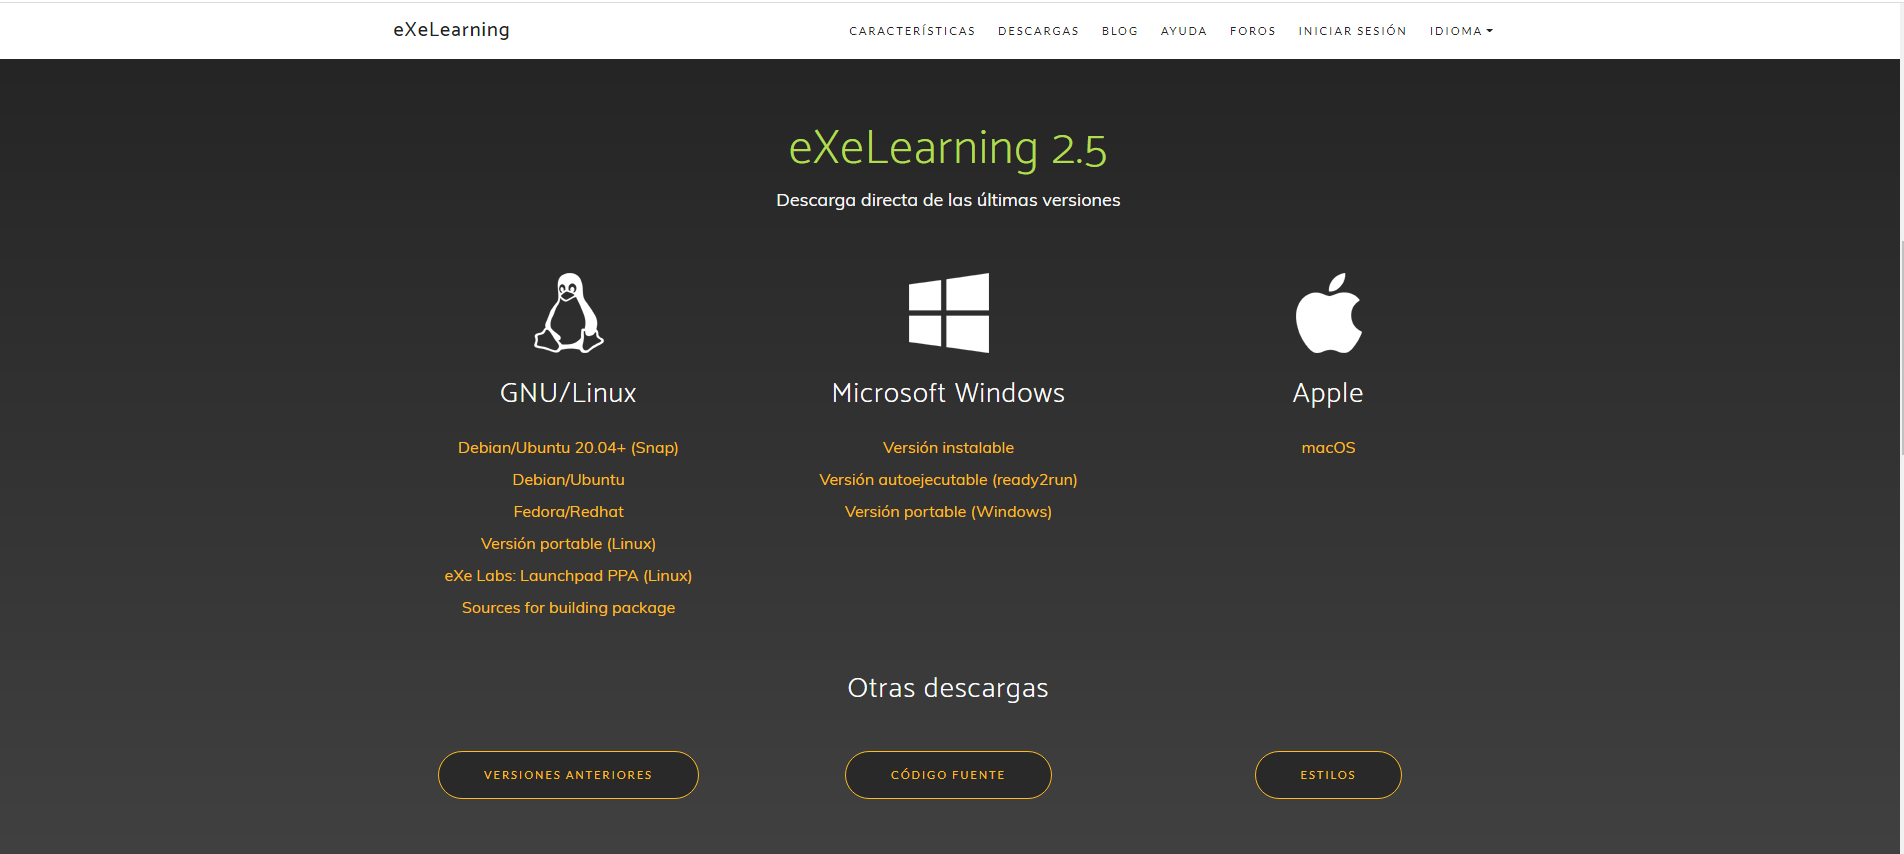 eXeLearning
CARACTERÍSTICAS DESCARGAS BLOG AYUDA FOROS INICIAR SESIÓN IDIOMA
eXeLearning 2.5
Descarga directa de las últimas versiones
GNU/Linux
Debian/Ubuntu 20.04+ (Snap)
Debian/Ubuntu
Fedora/Redhat
Versión portable (Linux)
eXe Labs: Launchpad PPA (Linux)
Sources for building package
Microsoft Windows
Versión instalable
Versión autoejecutable (ready2run)
Versión portable (Windows)
Apple
macOS
Otras descargas
VERSIONES ANTERIORES
CÓDIGO FUENTE
ESTILOS